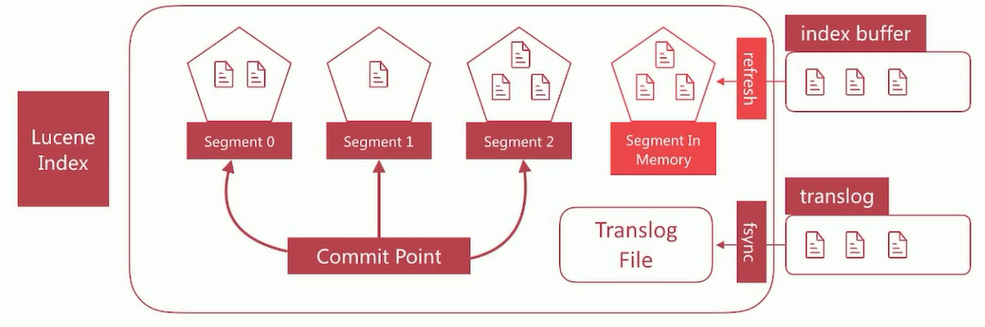 Lucene
Index
Segment 0
Segment 1
Segment 2
Segment In
Memory
refresh
index buffer
Commit Point
Translog
File
fsync
translog